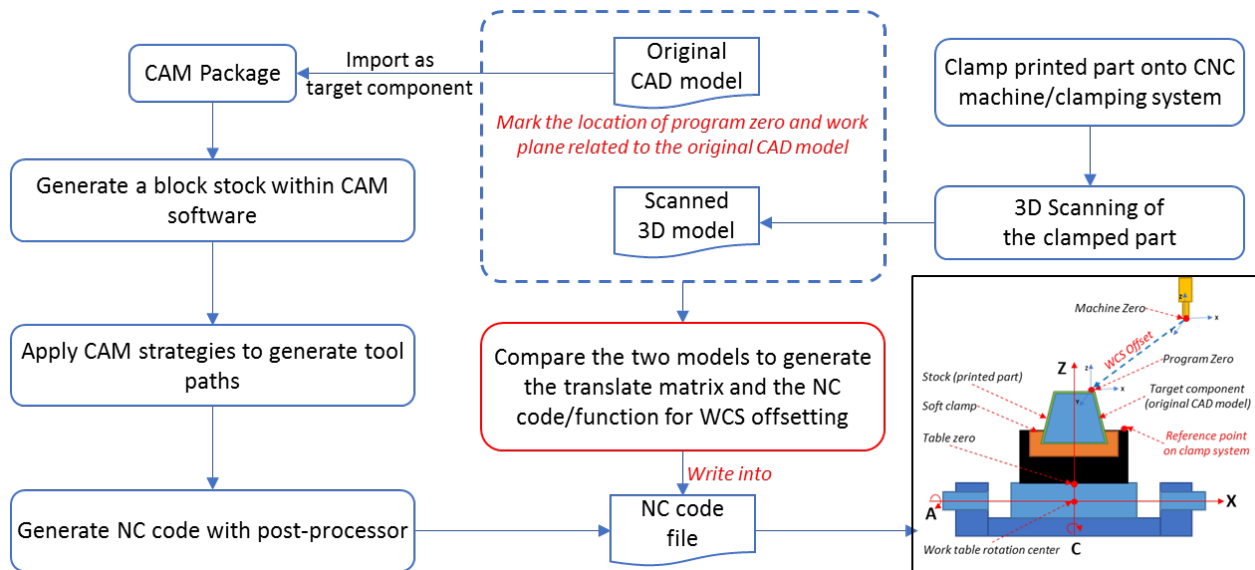 CAM Package
Import as
target component
Original
CAD model
Mark the location of program zero and work
plane related to the original CAD model
Clamp printed part onto CNC
machine/clamping system
Generate a block stock within CAM
software
Scanned
3D model
3D Scanning of
the clamped part
Apply CAM strategies to generate tool
paths
Compare the two models to generate
the translate matrix and the NC
code/function for WCS offsetting
Write into
Generate NC code with post-processor
NC code
file
z
x
Y
Machine Zero
WCS Offset
Program Zero
Z
z
x
Y
Stock (printed part)
Target component
(original CAD model)
Soft clamp
Table zero
Reference point
on clamp system
A
X
C
Work table rotation center